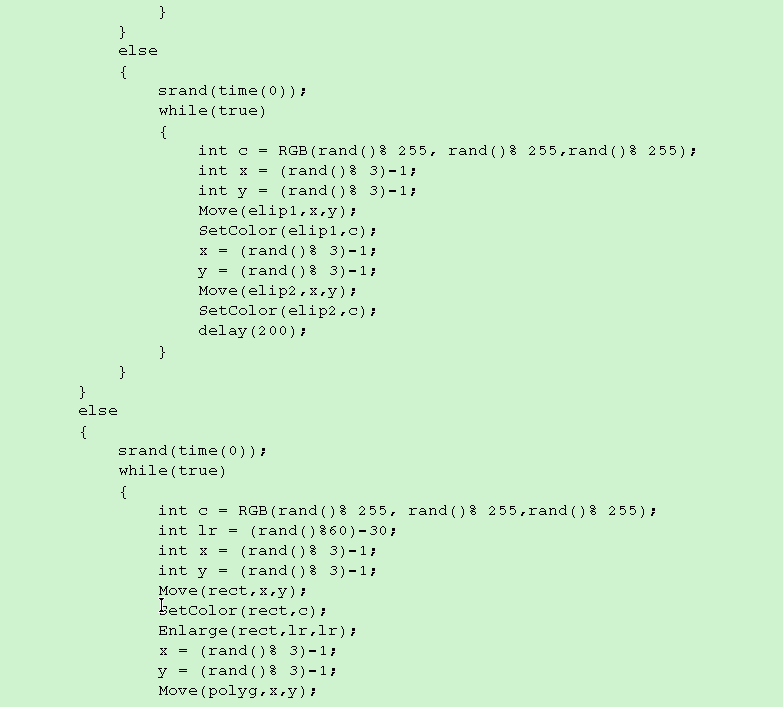 }
}
else
{
srand(time(0));
while(true)
{
int c = RGB(rand()% 255, rand()% 255,rand()% 255);
int x = (rand()% 3)-1;
int y = (rand()% 3)-1;
Move(elip1,x,y);
SetColor(elip1,c);
x = (rand()% 3)-1;
y = (rand()% 3)-1;
Move(elip2,x,y);
SetColor(elip2,c);
delay(200);
}
}
}
else
{
srand(time(0));
while(true)
{
int c = RGB(rand()% 255, rand()% 255,rand()% 255);
int lr = (rand()%60)-30;
int x = (rand()% 3)-1;
int y = (rand()% 3)-1;
Move(rect,x,y);
SetColor(rect,c);
Enlarge(rect,lr,lr);
x = (rand()% 3)-1;
y = (rand()% 3)-1;
Move(polyg,x,y);